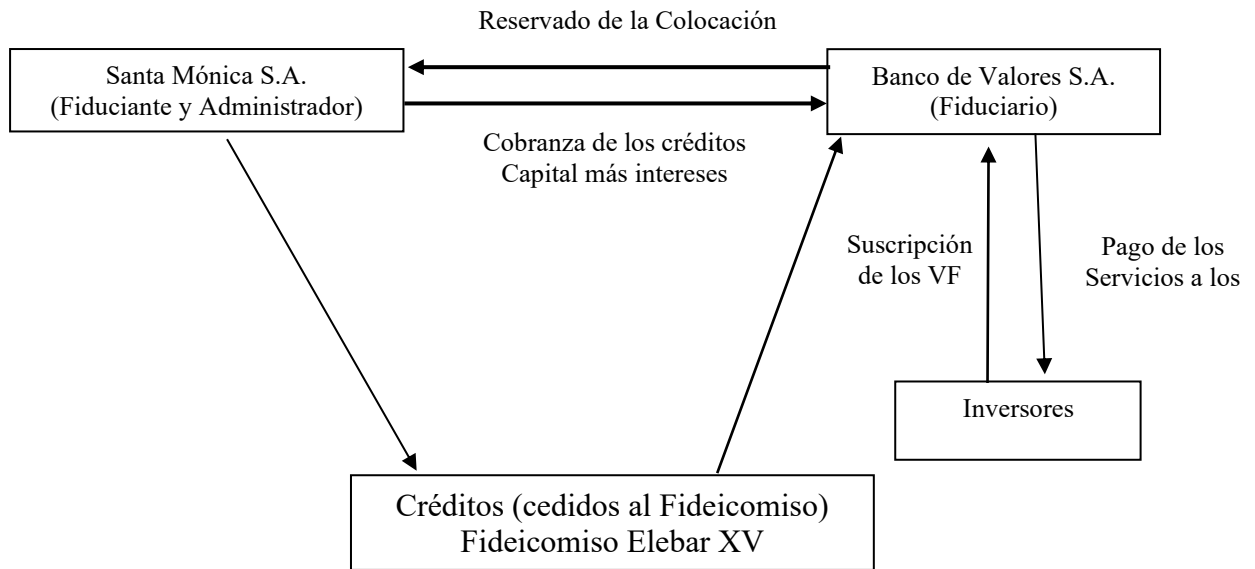 Reservado de la Colocación
Santa Mónica S.A.
(Fiduciante y Administrador)
Banco de Valores S.A.
(Fiduciario)
Cobranza de los créditos
Capital más intereses
Suscripción
de los VF
Pago de los
Servicios a los
Inversores
Créditos (cedidos al Fideicomiso)
Fideicomiso Elebar XV